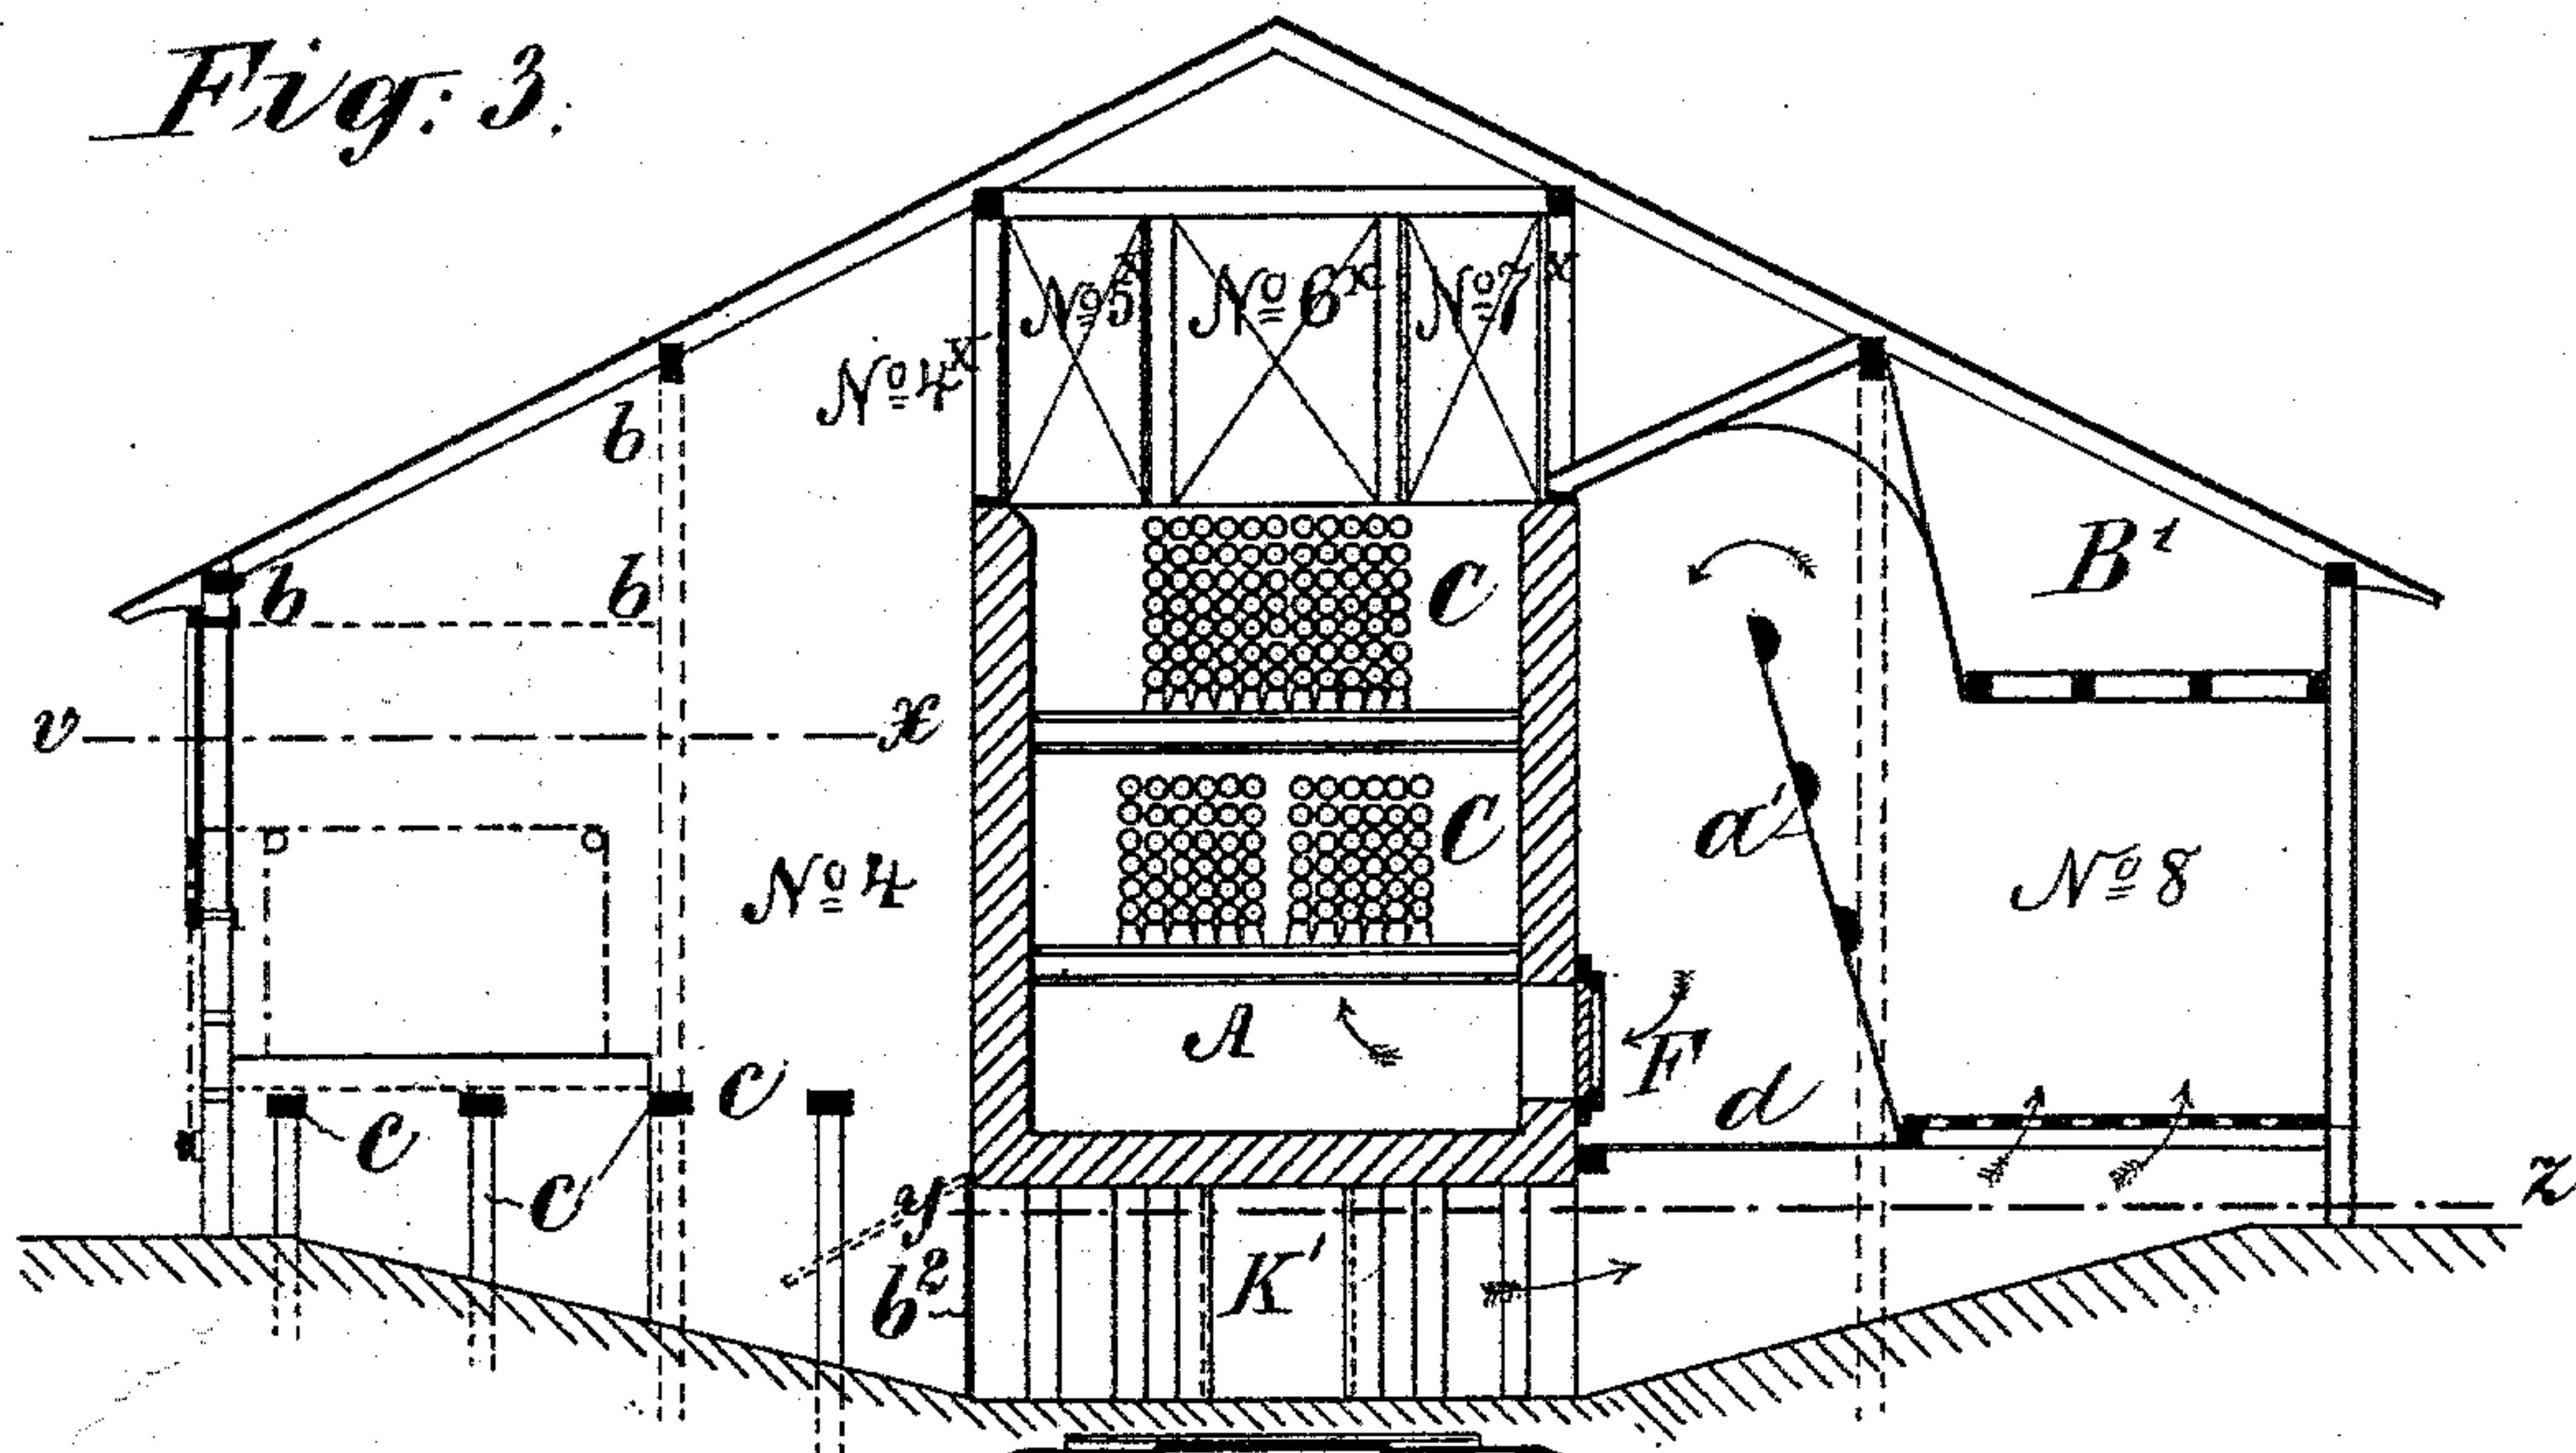 Fig. 3.
No 5x No 6x No 7x
No 4x
b
b b
B1
C
v x
C
a'
No 4 No 8
A F
c d
c
c
y z
b2 K'